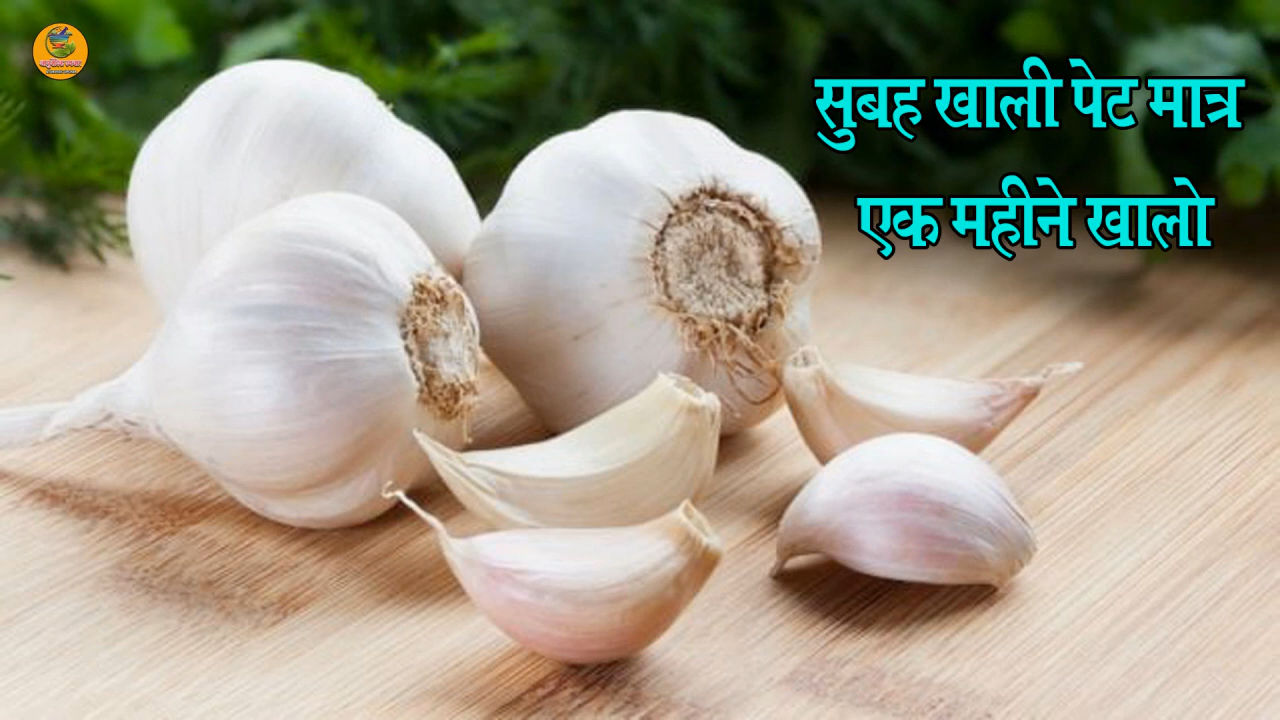 सुबह खाली पेट मात्र
एक महीने खालो